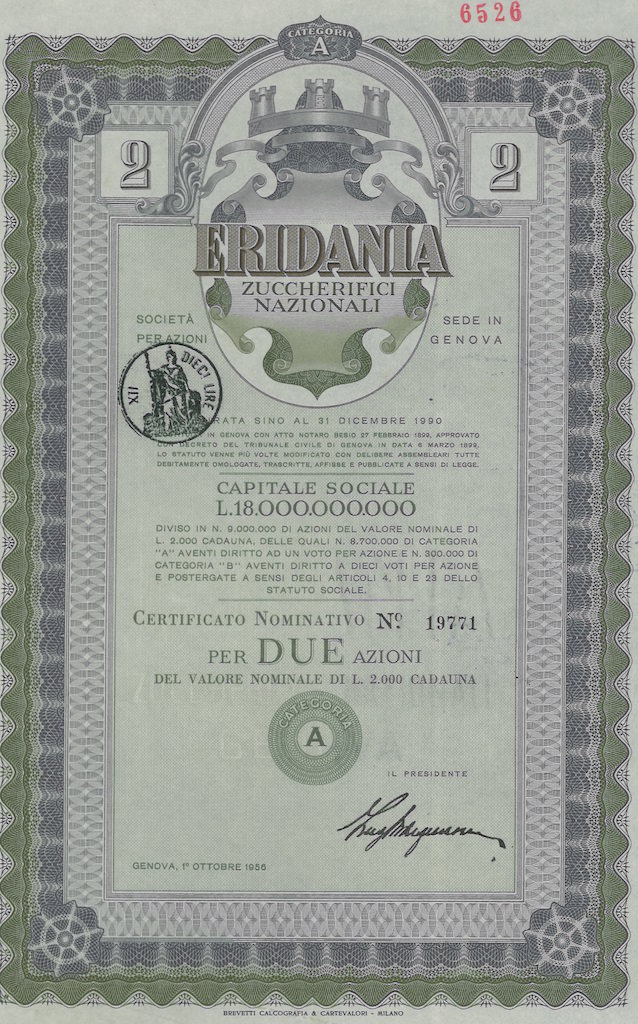 6526
CATEGORIA
A
2
2
ERIDANIA
ZUCCHERIFICI
NAZIONALI
SOCIETÀ
PER AZIONI
SEDE IN
GENOVA
DIECI LIRE
XII
RATA SINO AL 31 DICEMBRE 1990
IN GENOVA CON ATTO NOTARO BESIO 27 FEBBRAIO 1899, APPROVATO
CON DECRETO DEL TRIBUNALE CIVILE DI GENOVA IN DATA 6 MARZO 1899.
LO STATUTO VENNE PIÙ VOLTE MODIFICATO CON DELIBERE ASSEMBLEARI TUTTE
DEBITAMENTE OMOLOGATE, TRASCRITTE, AFFISSE E PUBBLICATE A SENSI DI LEGGE.
CAPITALE SOCIALE
L.18.000.000.000
DIVISO IN N. 9.000.000 DI AZIONI DEL VALORE NOMINALE DI
L. 2.000 CADAUNA, DELLE QUALI N. 8.700.000 DI CATEGORIA
"A" AVENTI DIRITTO AD UN VOTO PER AZIONE E N. 300.000 DI
CATEGORIA "B" AVENTI DIRITTO A DIECI VOTI PER AZIONE
E POSTERGATE A SENSI DEGLI ARTICOLI 4, 10 E 23 DELLO
STATUTO SOCIALE.
CERTIFICATO NOMINATIVO Nº 19771
PER DUE AZIONI
DEL VALORE NOMINALE DI L. 2.000 CADAUNA
CATEGORIA
A
IL PRESIDENTE
GENOVA, 1º OTTOBRE 1956
BREVETTI CALCOGRAFIA & CARTEVALORI - MILANO